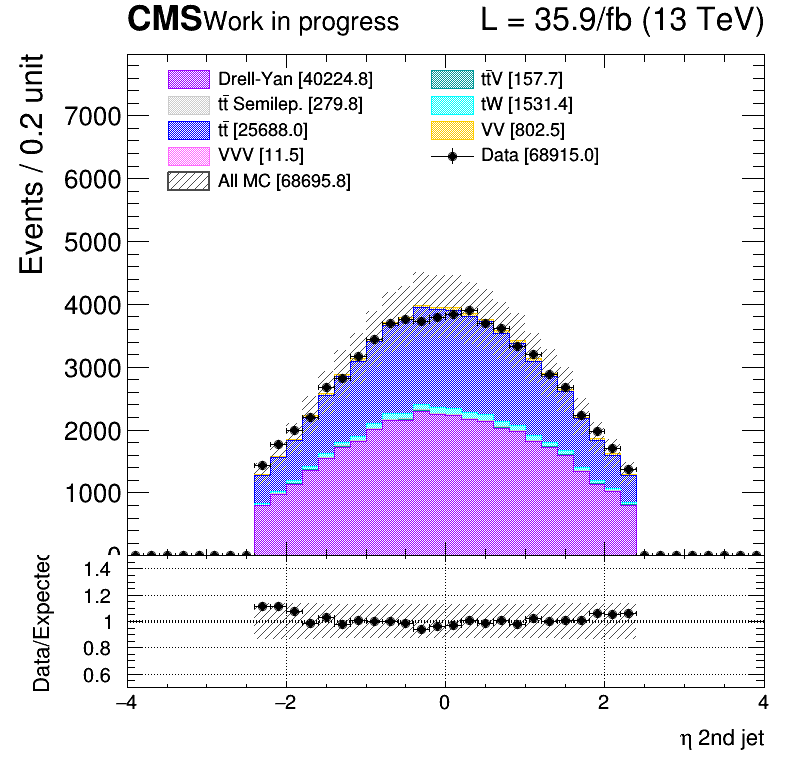 CMS Work in progress L = 35.9/fb (13 TeV)
Events / 0.2 unit
Drell-Yan [40224.8]
tt̄ Semilep. [279.8]
tt̄ [25688.0]
VVV [11.5]
All MC [68695.8]
tt̄V [157.7]
tW [1531.4]
VV [802.5]
Data [68915.0]
7000
6000
5000
4000
3000
2000
1000
0
Data/Expected
1.4
1.2
1
0.8
0.6
−4 −2 0 2 4
η 2nd jet